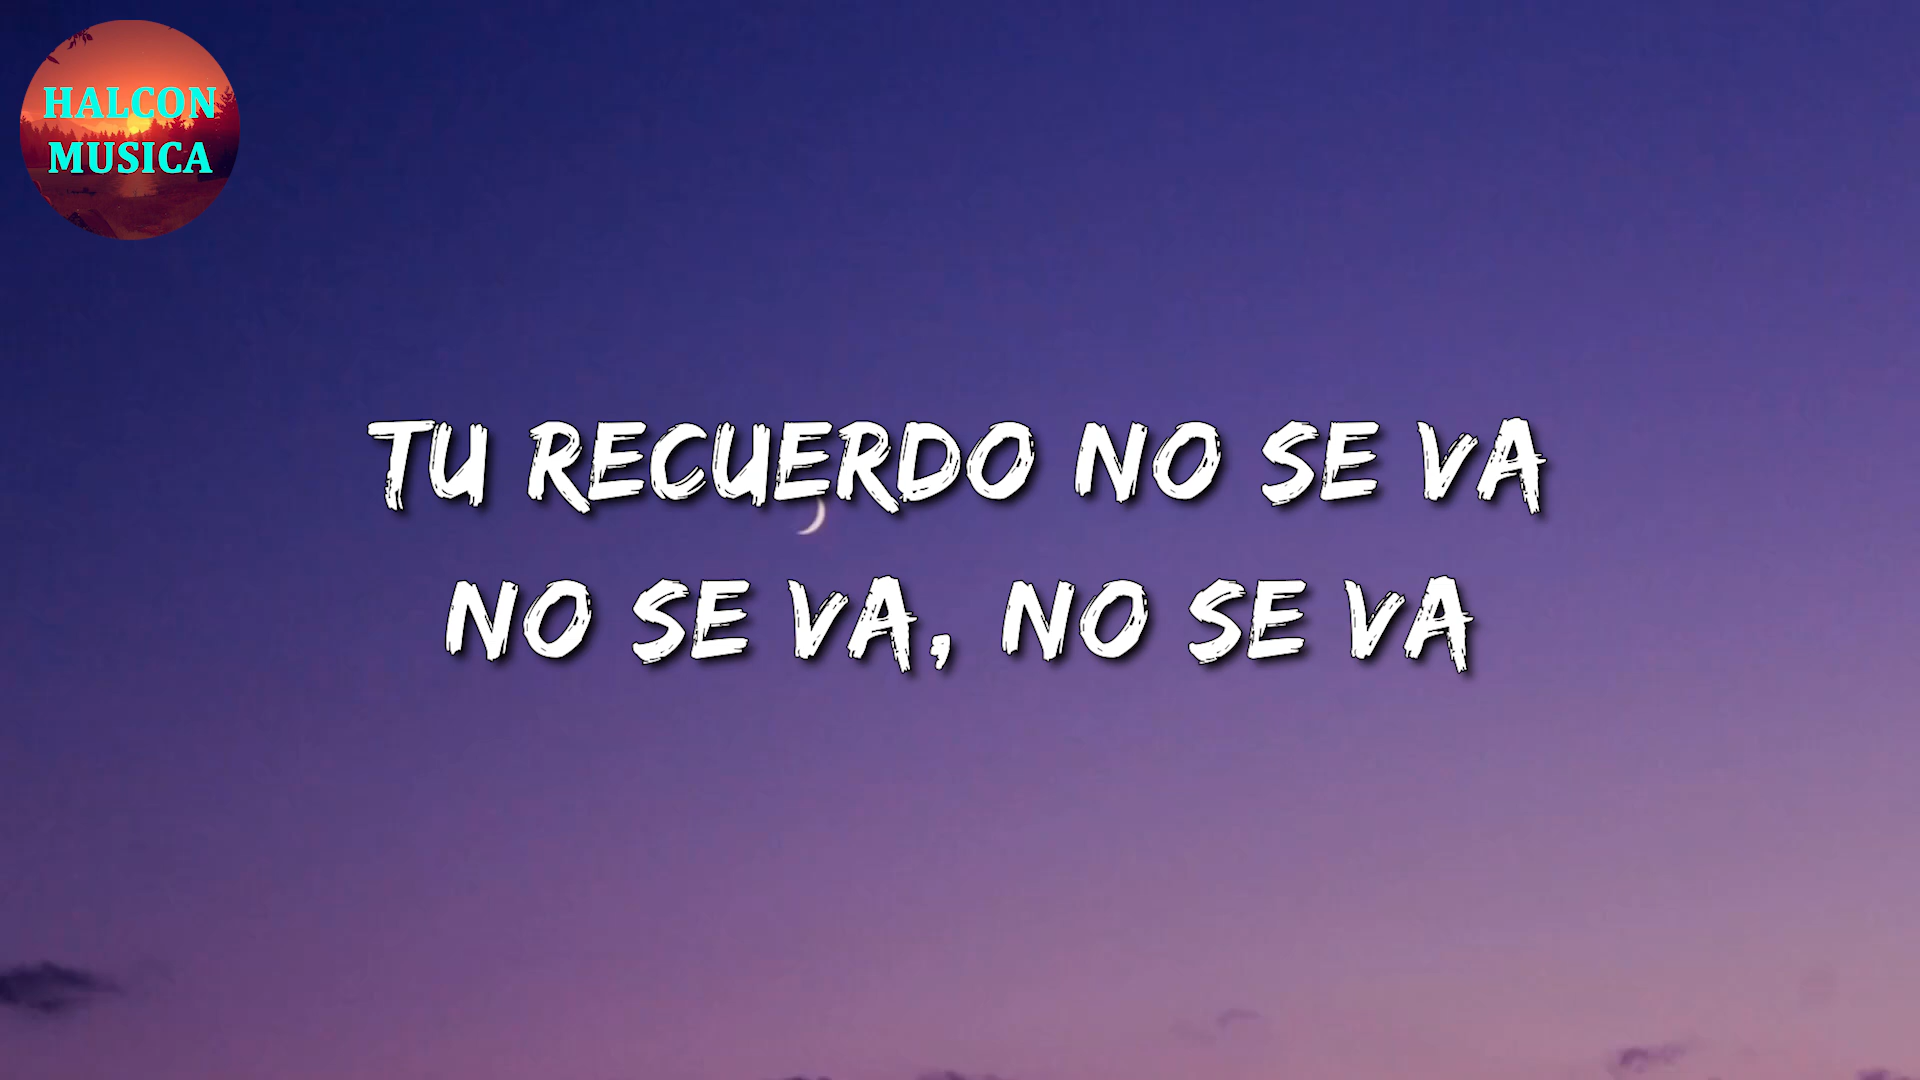 HALCON
MUSICA
TU RECUERDO NO SE VA
NO SE VA, NO SE VA